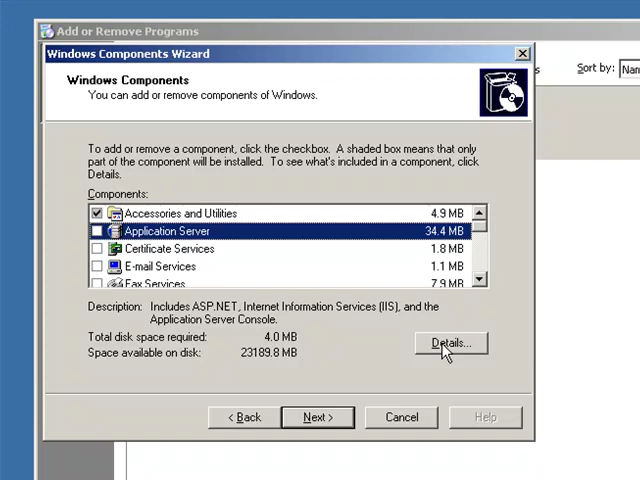 Add or Remove Programs
Windows Components Wizard
Windows Components
You can add or remove components of Windows.
Sort by:
To add or remove a component, click the checkbox. A shaded box means that only
part of the component will be installed. To see what's included in a component, click
Details.
Components:
Accessories and Utilities 4.9 MB
Application Server 34.4 MB
Certificate Services 1.8 MB
E-mail Services 1.1 MB
Fax Services 7.9 MB
Description: Includes ASP.NET, Internet Information Services (IIS), and the
Application Server Console.
Total disk space required: 4.0 MB
Space available on disk: 23189.8 MB
Details...
< Back
Next >
Cancel
Help